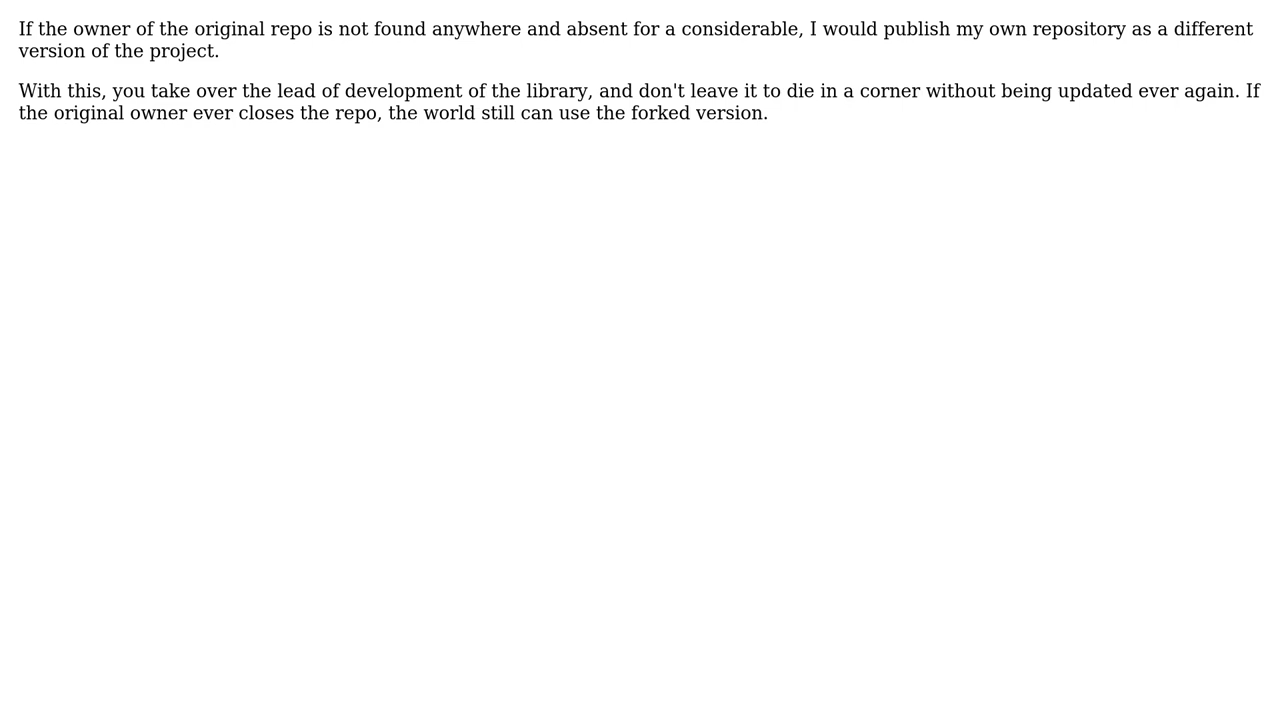 If the owner of the original repo is not found anywhere and absent for a considerable, I would publish my own repository as a different
version of the project.
With this, you take over the lead of development of the library, and don't leave it to die in a corner without being updated ever again. If
the original owner ever closes the repo, the world still can use the forked version.